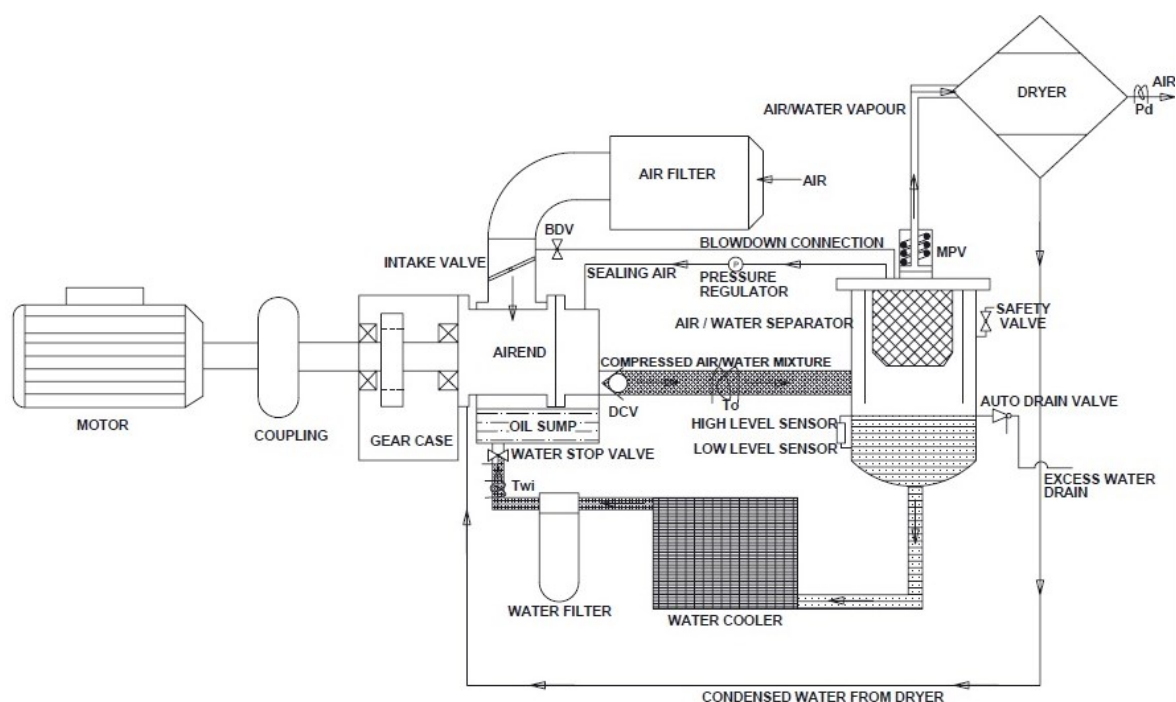 DRYER
AIR
Pd
AIR/WATER VAPOUR
AIR FILTER
AIR
BDV
BLOWDOWN CONNECTION
MPV
INTAKE VALVE
SEALING AIR
PRESSURE
REGULATOR
SAFETY
VALVE
P
AIR / WATER SEPARATOR
AIREND
COMPRESSED AIR/WATER MIXTURE
DCV
To
AUTO DRAIN VALVE
MOTOR
COUPLING
GEAR CASE
OIL SUMP
HIGH LEVEL SENSOR
LOW LEVEL SENSOR
WATER STOP VALVE
Twi
EXCESS WATER
DRAIN
WATER FILTER
WATER COOLER
CONDENSED WATER FROM DRYER